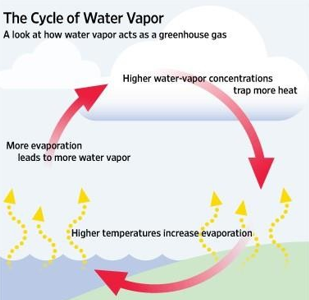 The Cycle of Water Vapor
A look at how water vapor acts as a greenhouse gas
Higher water-vapor concentrations
trap more heat
More evaporation
leads to more water vapor
Higher temperatures increase evaporation